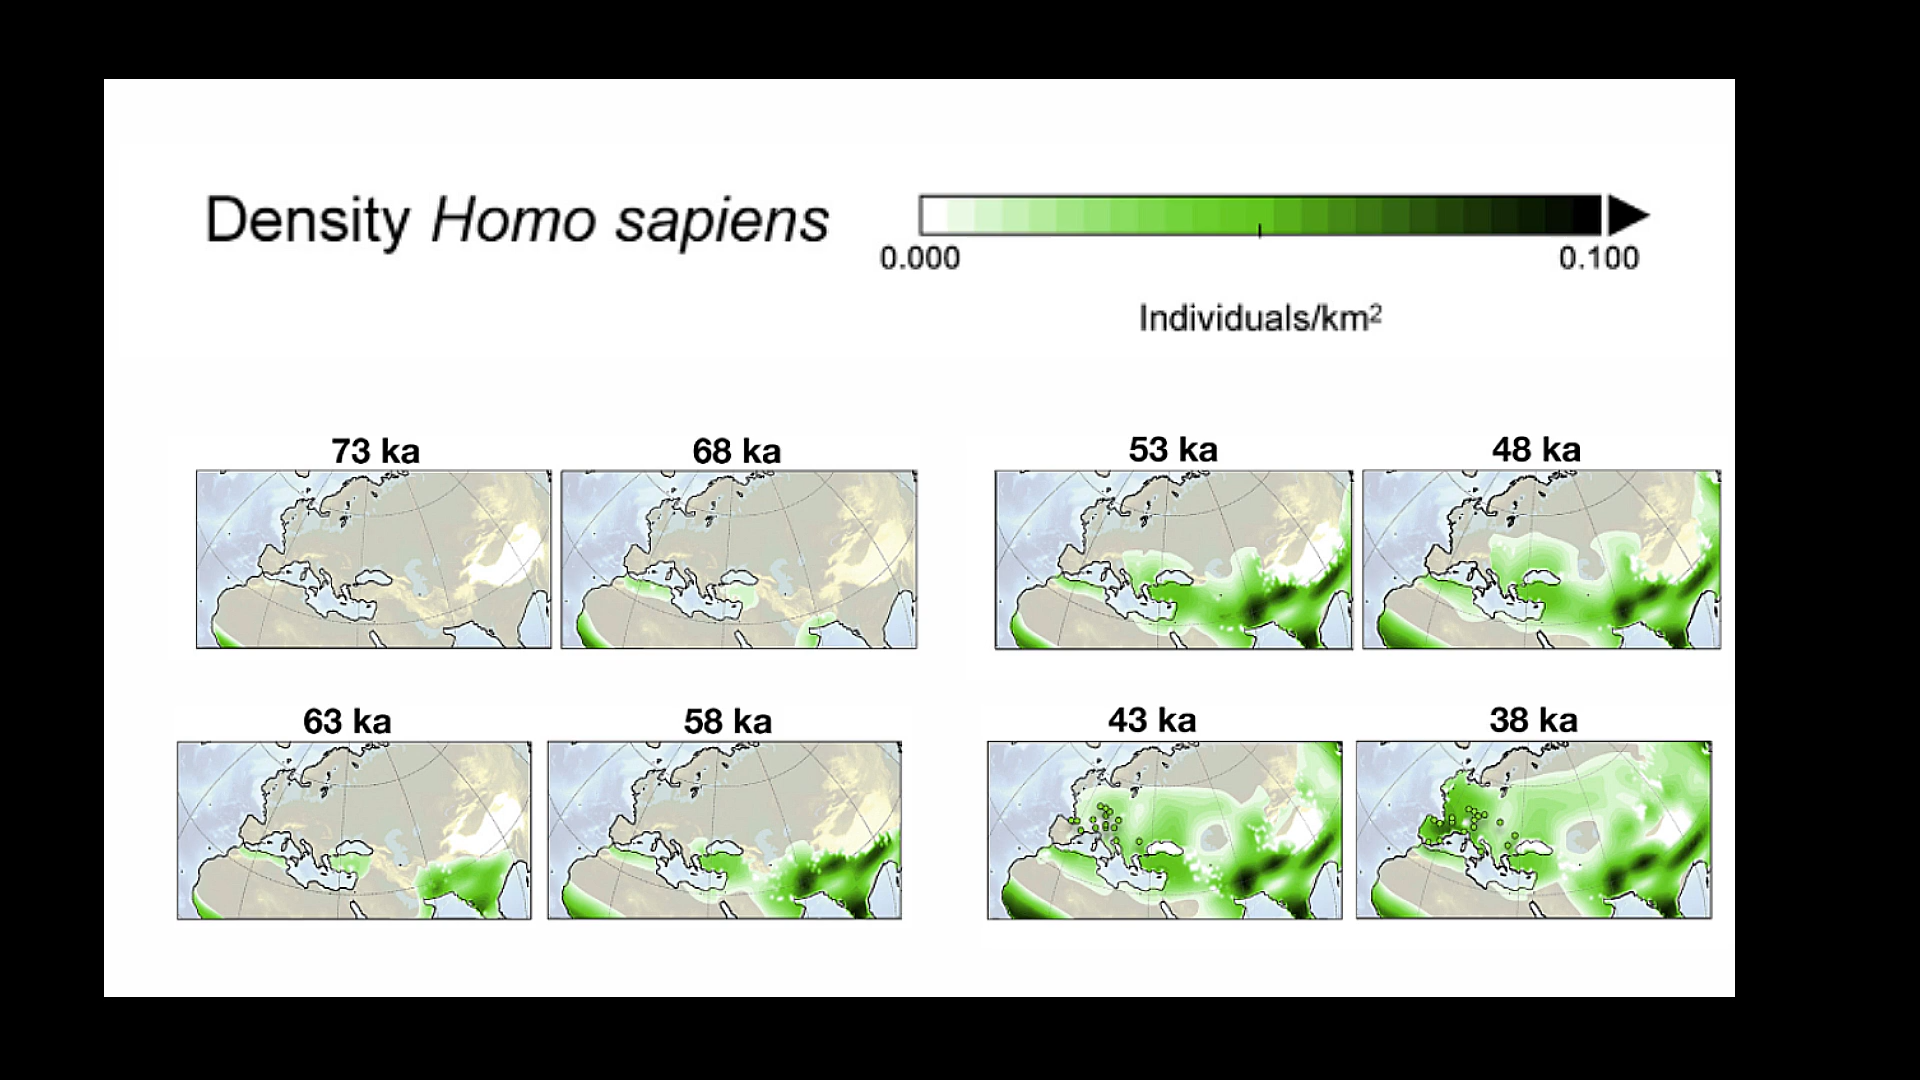 Density Homo sapiens
0.000 0.100
Individuals/km²
73 ka 68 ka 53 ka 48 ka
63 ka 58 ka 43 ka 38 ka